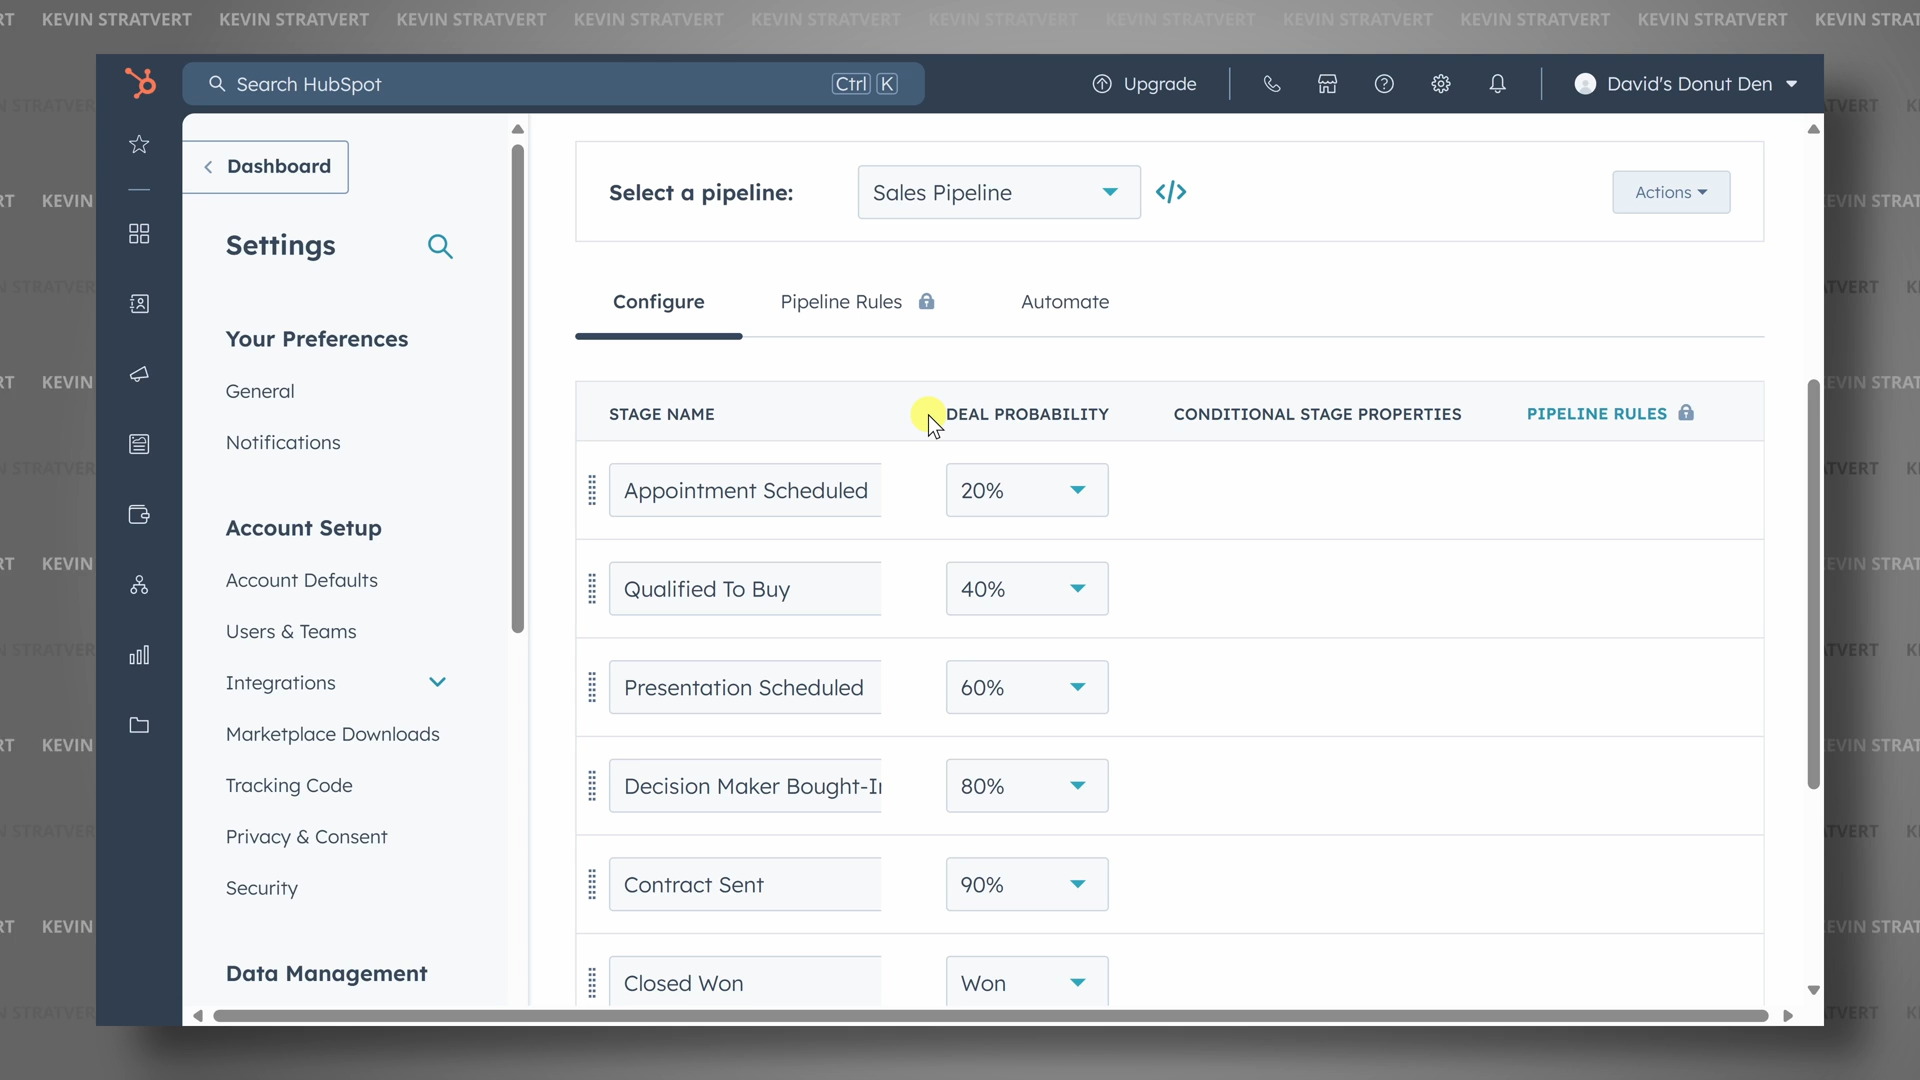 KEVIN STRATVERT KEVIN STRATVERT KEVIN STRATVERT KEVIN STRATVERT KEVIN STRATVERT KEVIN STRATVERT KEVIN STRATVERT KEVIN STRATVERT KEVIN STRATVERT KEVIN STRATVERT
Search HubSpot
Ctrl K
Upgrade
David's Donut Den
Dashboard
Settings
Your Preferences
General
Notifications
Account Setup
Account Defaults
Users & Teams
Integrations
Marketplace Downloads
Tracking Code
Privacy & Consent
Security
Data Management
Select a pipeline:
Sales Pipeline
</>
Actions
Configure
Pipeline Rules
Automate
STAGE NAME DEAL PROBABILITY CONDITIONAL STAGE PROPERTIES PIPELINE RULES
Appointment Scheduled 20%
Qualified To Buy 40%
Presentation Scheduled 60%
Decision Maker Bought-I
80%
Contract Sent 90%
Closed Won Won